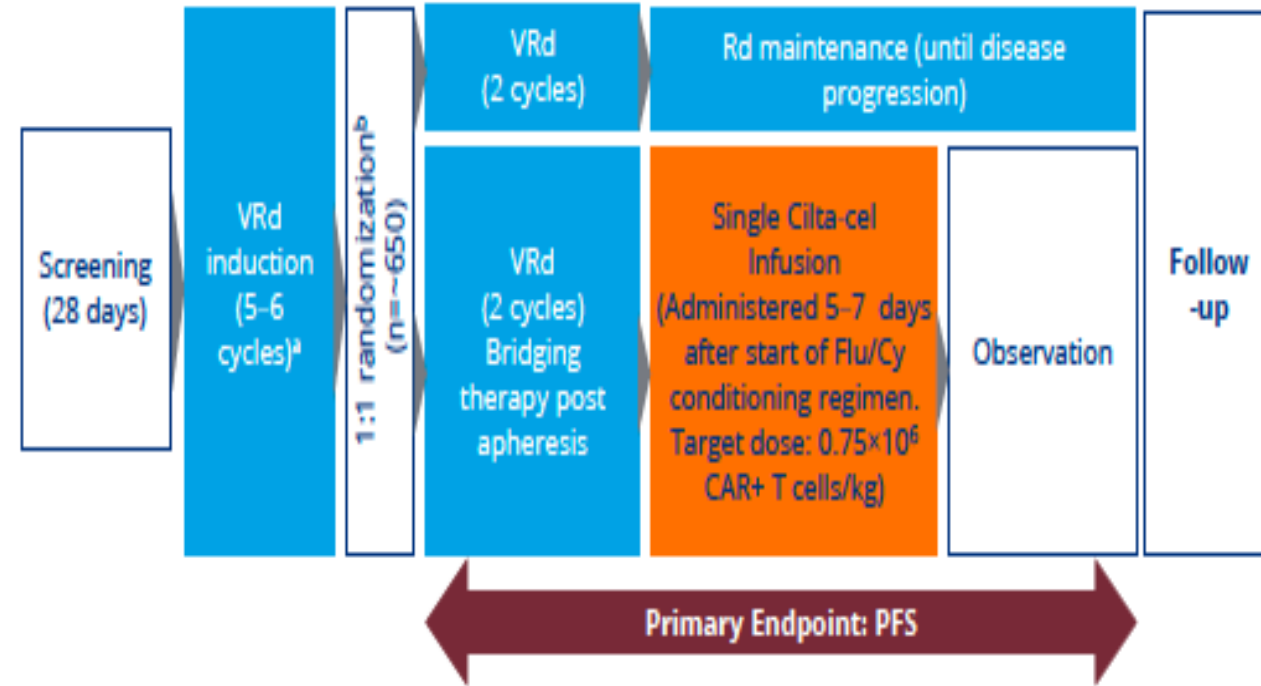 Screening
(28 days)
VRd
induction
(5–6
cycles)ᵃ
1:1 randomizationᵇ
(n=~650)
VRd
(2 cycles)
Rd maintenance (until disease
progression)
VRd
(2 cycles)
Bridging
therapy post
apheresis
Single Cilta-cel
Infusion
(Administered 5–7 days
after start of Flu/Cy
conditioning regimen.
Target dose: 0.75×10⁶
CAR+ T cells/kg)
Observation
Follow
-up
Primary Endpoint: PFS